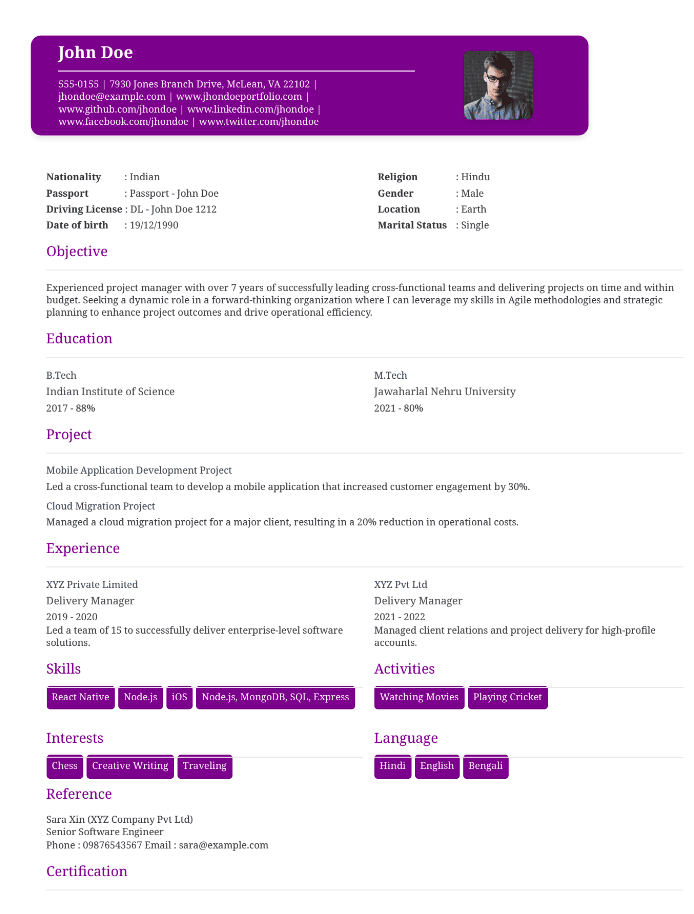 John Doe
555-0155 | 7930 Jones Branch Drive, McLean, VA 22102 |
jhondoe@example.com | www.jhondoeportfolio.com |
www.github.com/jhondoe | www.linkedin.com/jhondoe |
www.facebook.com/jhondoe | www.twitter.com/jhondoe
Nationality : Indian
Passport : Passport - John Doe
Driving License : DL - John Doe 1212
Date of birth : 19/12/1990
Religion : Hindu
Gender : Male
Location : Earth
Marital Status : Single
Objective
Experienced project manager with over 7 years of successfully leading cross-functional teams and delivering projects on time and within
budget. Seeking a dynamic role in a forward-thinking organization where I can leverage my skills in Agile methodologies and strategic
planning to enhance project outcomes and drive operational efficiency.
Education
B.Tech
Indian Institute of Science
2017 - 88%
M.Tech
Jawaharlal Nehru University
2021 - 80%
Project
Mobile Application Development Project
Led a cross-functional team to develop a mobile application that increased customer engagement by 30%.
Cloud Migration Project
Managed a cloud migration project for a major client, resulting in a 20% reduction in operational costs.
Experience
XYZ Private Limited
Delivery Manager
2019 - 2020
Led a team of 15 to successfully deliver enterprise-level software
solutions.
XYZ Pvt Ltd
Delivery Manager
2021 - 2022
Managed client relations and project delivery for high-profile
accounts.
Skills
React Native Node.js iOS Node.js, MongoDB, SQL, Express
Activities
Watching Movies Playing Cricket
Interests
Chess Creative Writing Traveling
Language
Hindi English Bengali
Reference
Sara Xin (XYZ Company Pvt Ltd)
Senior Software Engineer
Phone : 09876543567 Email : sara@example.com
Certification